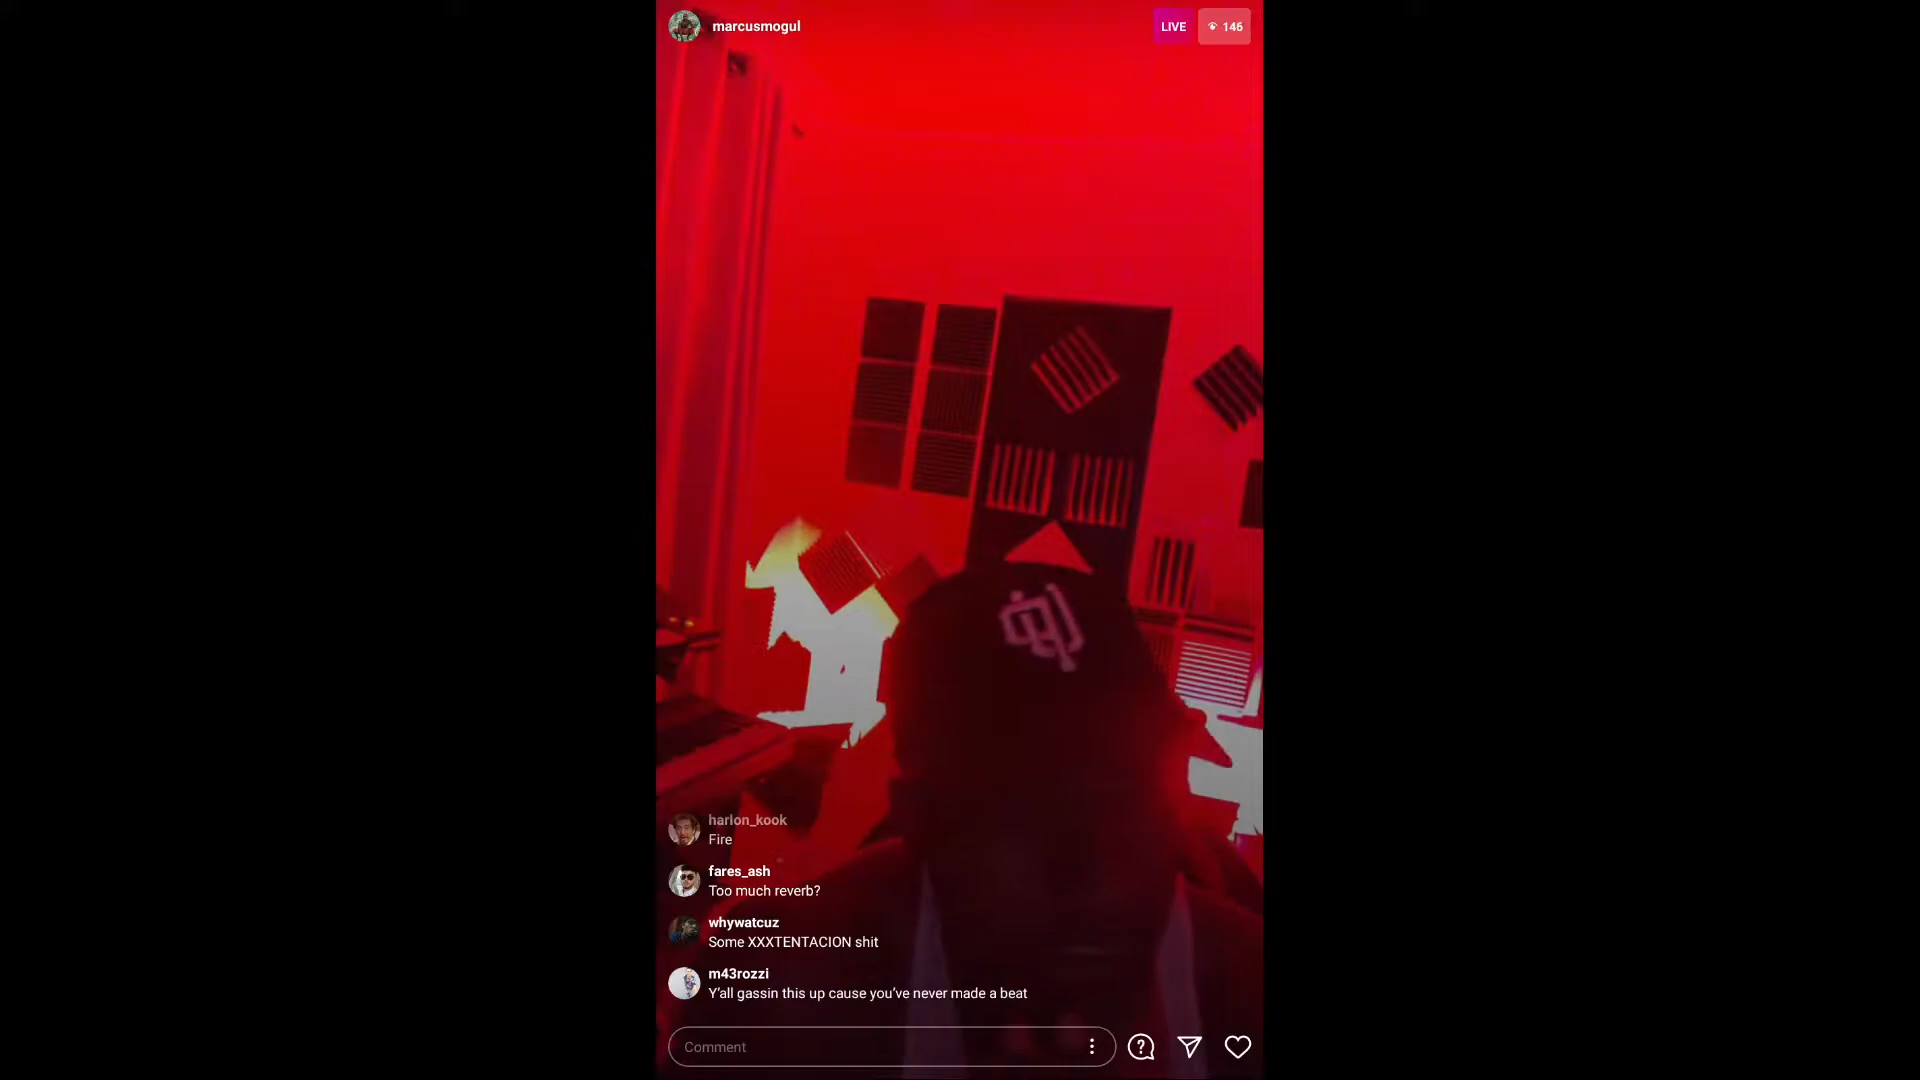 marcusmogul
LIVE
146
harlon_kook
Fire
fares_ash
Too much reverb?
whywatcuz
Some XXXTENTACION shit
m43rozzi
Y'all gassin this up cause you've never made a beat
Comment